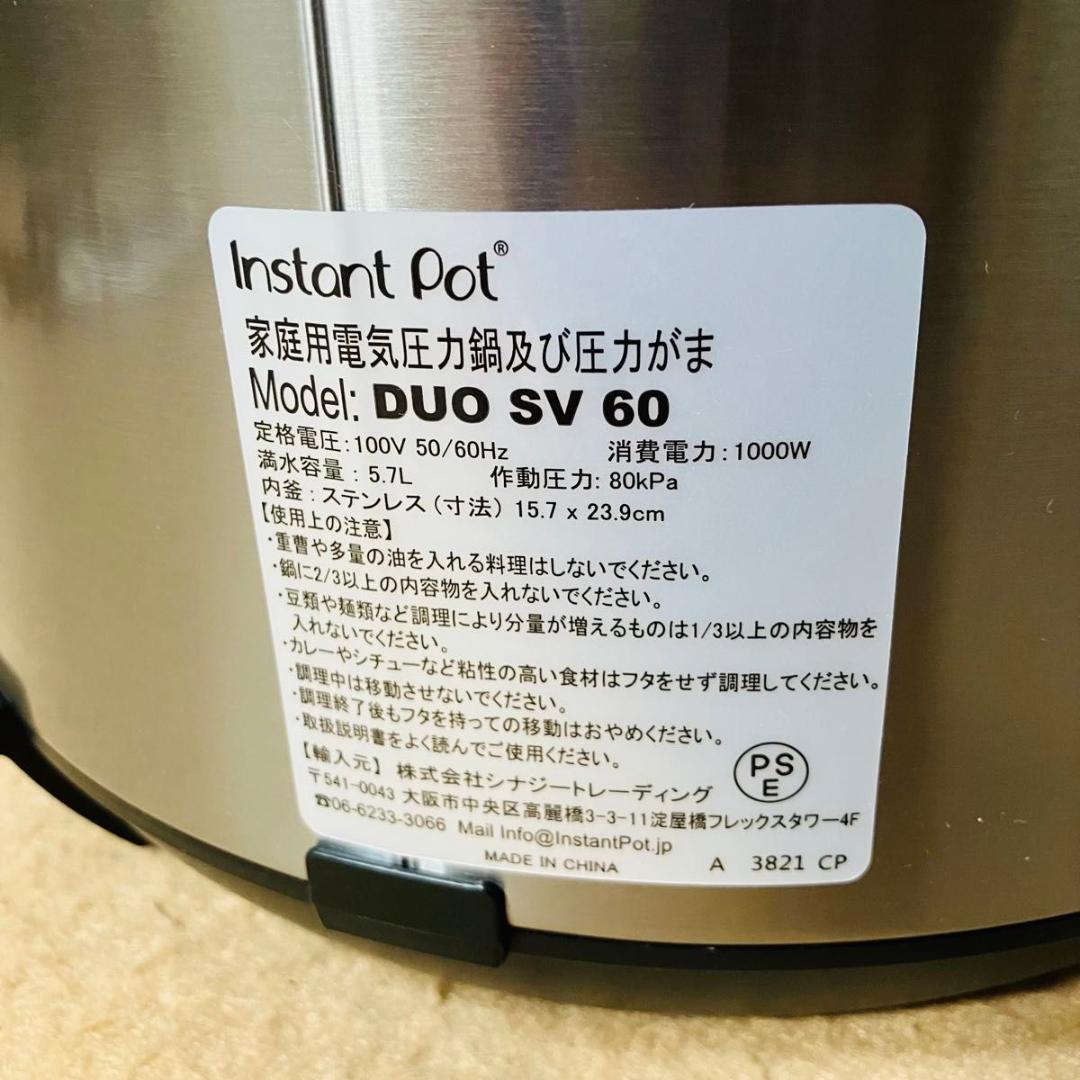 Instant Pot®
家庭用電気圧力鍋及び圧力がま
Model: DUO SV 60
定格電圧:100V 50/60Hz 消費電力:1000W
満水容量:5.7L 作動圧力:80kPa
内釜:ステンレス(寸法) 15.7 x 23.9cm
【使用上の注意】
・重曹や多量の油を入れる料理はしないでください。
・鍋に2/3以上の内容物を入れないでください。
・豆類や麺類など調理により分量が増えるものは1/3以上の内容物を
入れないでください。
・カレーやシチューなど粘性の高い食材はフタをせず調理してください。
・調理中は移動させないでください。
・調理終了後もフタを持っての移動はおやめください。
・取扱説明書をよく読んでご使用ください。
【輸入元】 株式会社シナジートレーディング
PSE
〒541-0043 大阪市中央区高麗橋3-3-11淀屋橋フレックスタワー4F
☎06-6233-3066 Mail Info@InstantPot.jp
MADE IN CHINA A 3821 CP